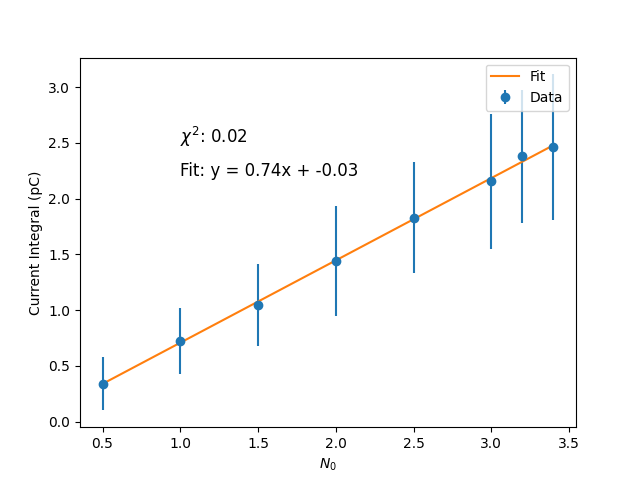 Fit
Data
χ²: 0.02
Fit: y = 0.74x + -0.03
Current Integral (pC)
3.0
2.5
2.0
1.5
1.0
0.5
0.0
0.5 1.0 1.5 2.0 2.5 3.0 3.5
N₀